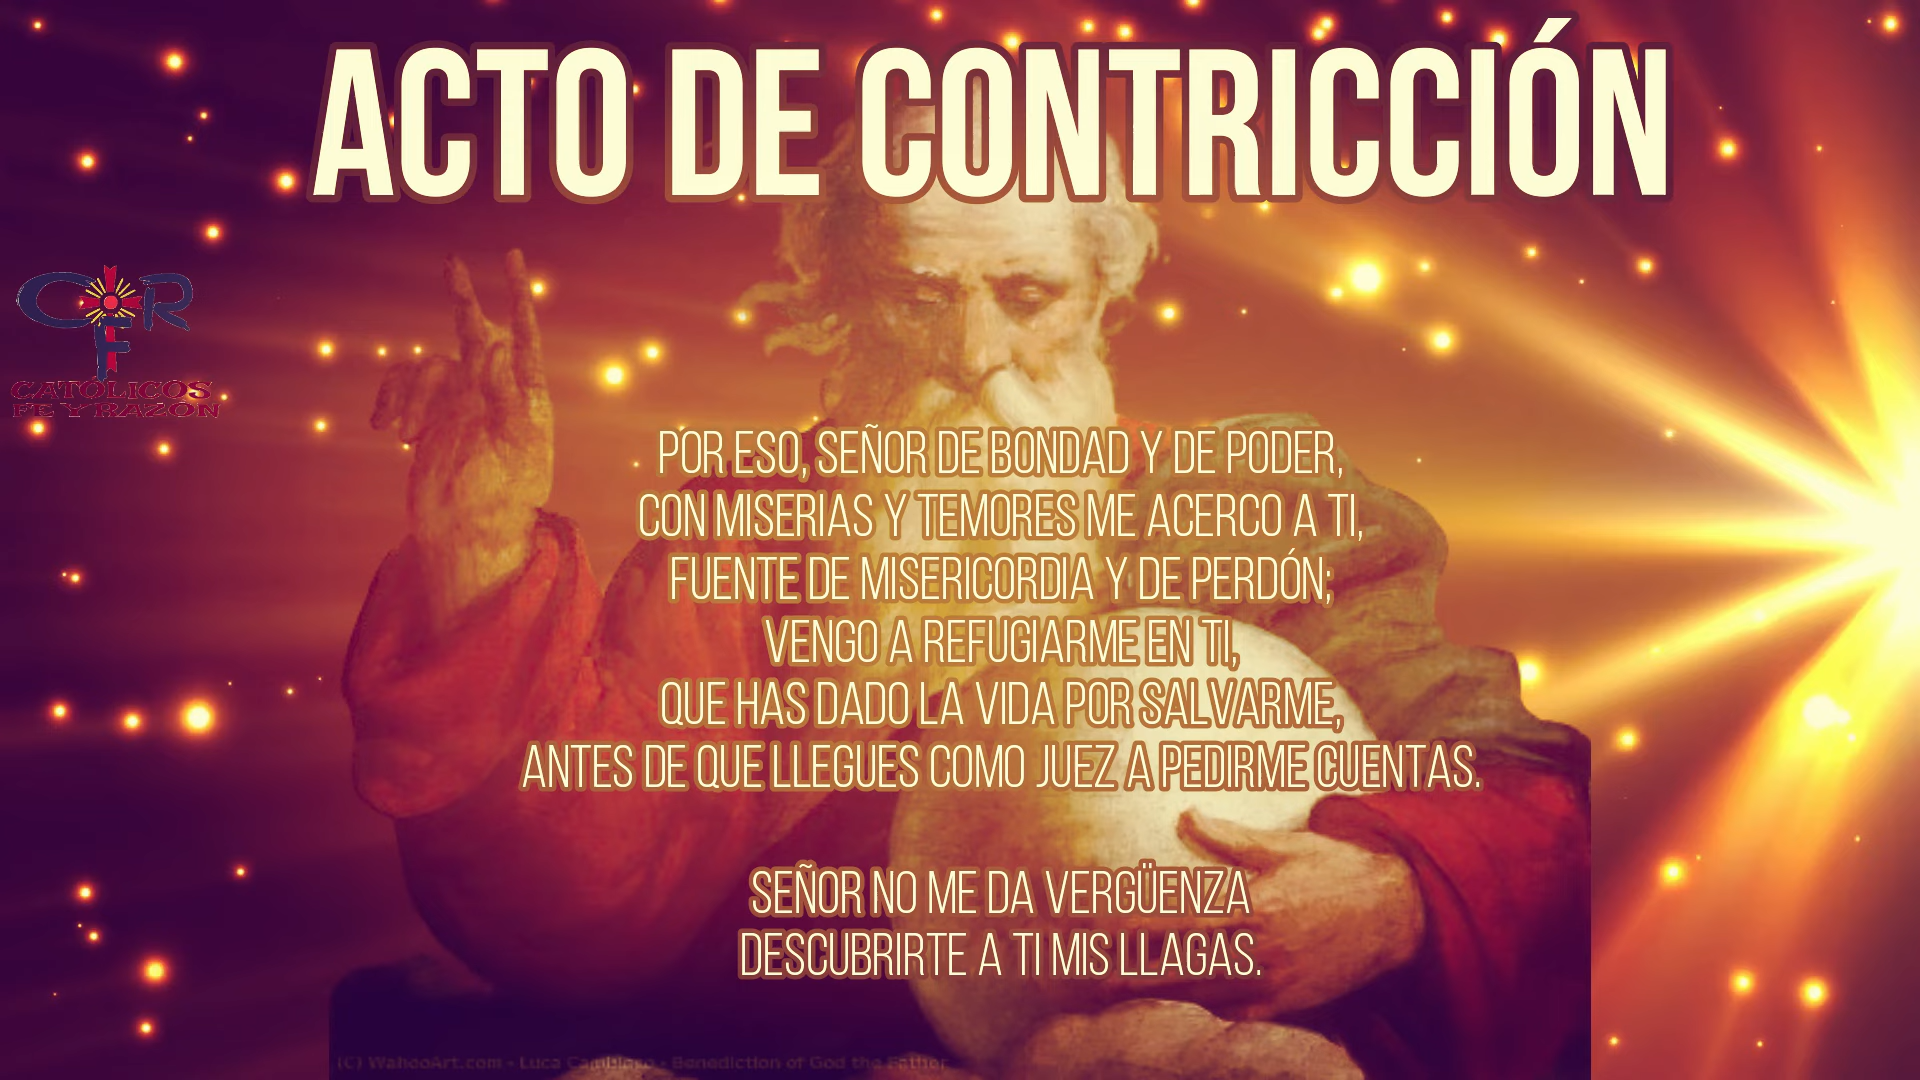 ACTO DE CONTRICCIÓN
CFR
CATÓLICOS
FE Y RAZÓN
POR ESO, SEÑOR DE BONDAD Y DE PODER,
CON MISERIAS Y TEMORES ME ACERCO A TI,
FUENTE DE MISERICORDIA Y DE PERDÓN;
VENGO A REFUGIARME EN TI,
QUE HAS DADO LA VIDA POR SALVARME,
ANTES DE QUE LLEGUES COMO JUEZ A PEDIRME CUENTAS.
SEÑOR NO ME DA VERGÜENZA
DESCUBRIRTE A TI MIS LLAGAS.
(C) WahooArt.com - Luca Cambiaso - Benediction of God the Father